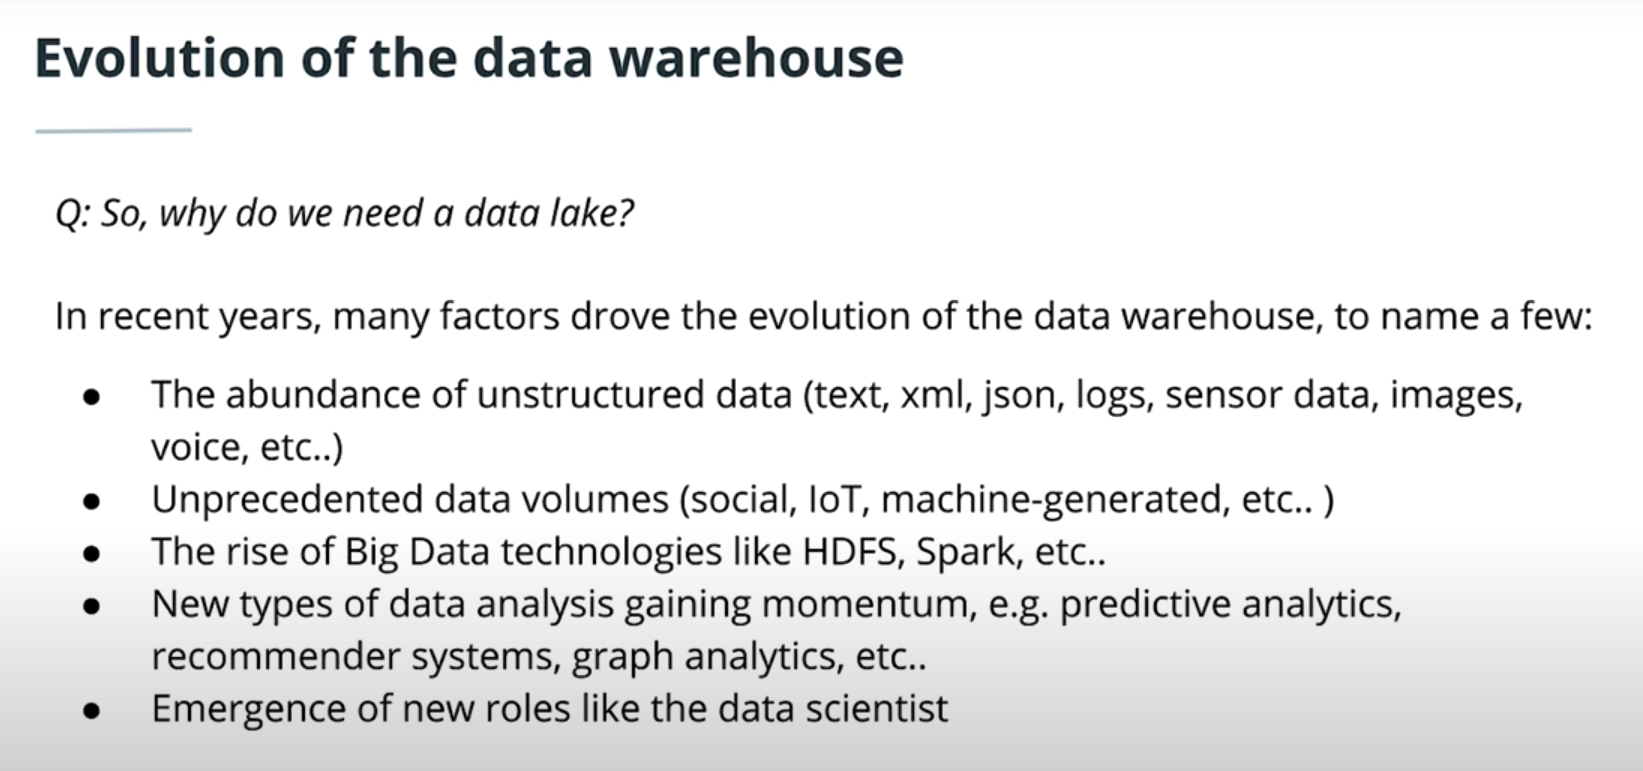 Evolution of the data warehouse
Q: So, why do we need a data lake?
In recent years, many factors drove the evolution of the data warehouse, to name a few:
● The abundance of unstructured data (text, xml, json, logs, sensor data, images,
voice, etc..)
● Unprecedented data volumes (social, IoT, machine-generated, etc.. )
● The rise of Big Data technologies like HDFS, Spark, etc..
● New types of data analysis gaining momentum, e.g. predictive analytics,
recommender systems, graph analytics, etc..
● Emergence of new roles like the data scientist